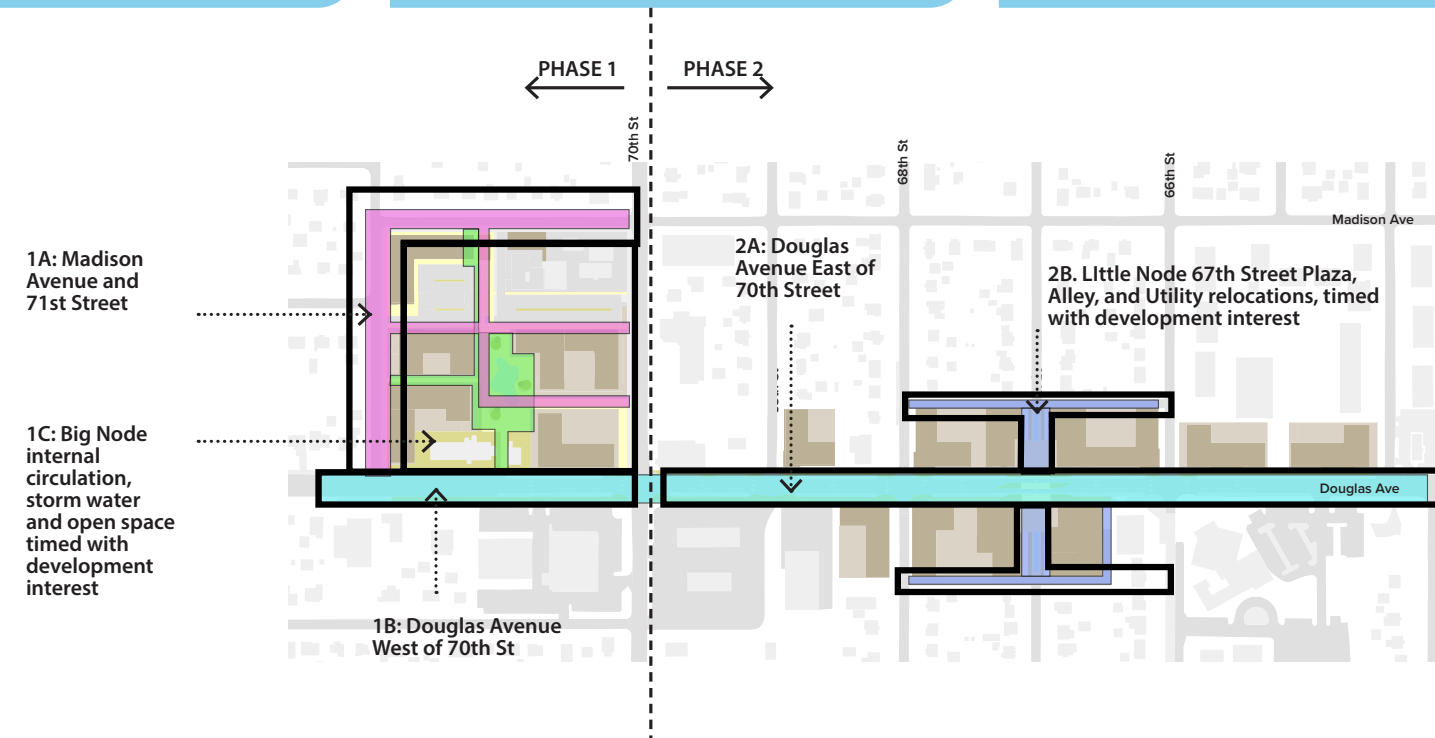 PHASE 1
PHASE 2
70th St
68th St
66th St
Madison Ave
1A: Madison
Avenue and
71st Street
2A: Douglas
Avenue East of
70th Street
2B. LIttle Node 67th Street Plaza,
Alley, and Utility relocations, timed
with development interest
1C: Big Node
internal
circulation,
storm water
and open space
timed with
development
interest
Douglas Ave
1B: Douglas Avenue
West of 70th St